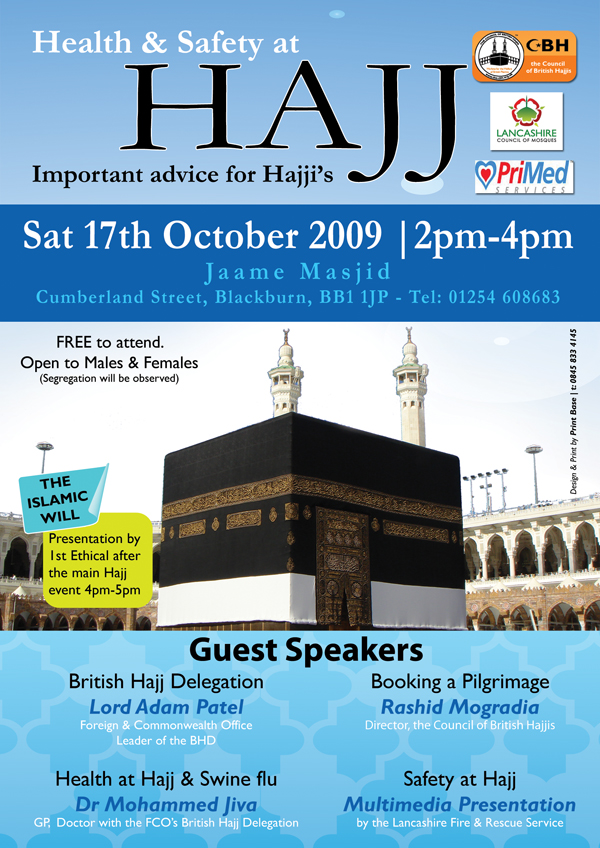 Health & Safety at
HAJJ
Important advice for Hajji's
CBH
the Council
of British Hajjis
LANCASHIRE
COUNCIL OF MOSQUES
PriMed
SERVICES
Sat 17th October 2009 | 2pm-4pm
Jaame Masjid
Cumberland Street, Blackburn, BB1 1JP - Tel: 01254 608683
FREE to attend.
Open to Males & Females
(Segregation will be observed)
Design & Print by Print Base | t: 0845 833 4145
THE
ISLAMIC
WILL
Presentation by
1st Ethical after
the main Hajj
event 4pm-5pm
Guest Speakers
British Hajj Delegation
Lord Adam Patel
Foreign & Commonwealth Office
Leader of the BHD
Booking a Pilgrimage
Rashid Mogradia
Director, the Council of British Hajjis
Health at Hajj & Swine flu
Dr Mohammed Jiva
GP, Doctor with the FCO's British Hajj Delegation
Safety at Hajj
Multimedia Presentation
by the Lancashire Fire & Rescue Service